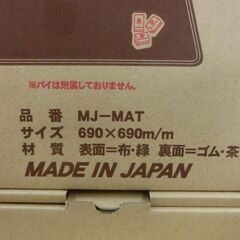 ※パイは附属しておりません。
品 番 MJ－MAT
サイズ 690×690m/m
材 質 表面=布・緑 裏面=ゴム・茶
MADE IN JAPAN